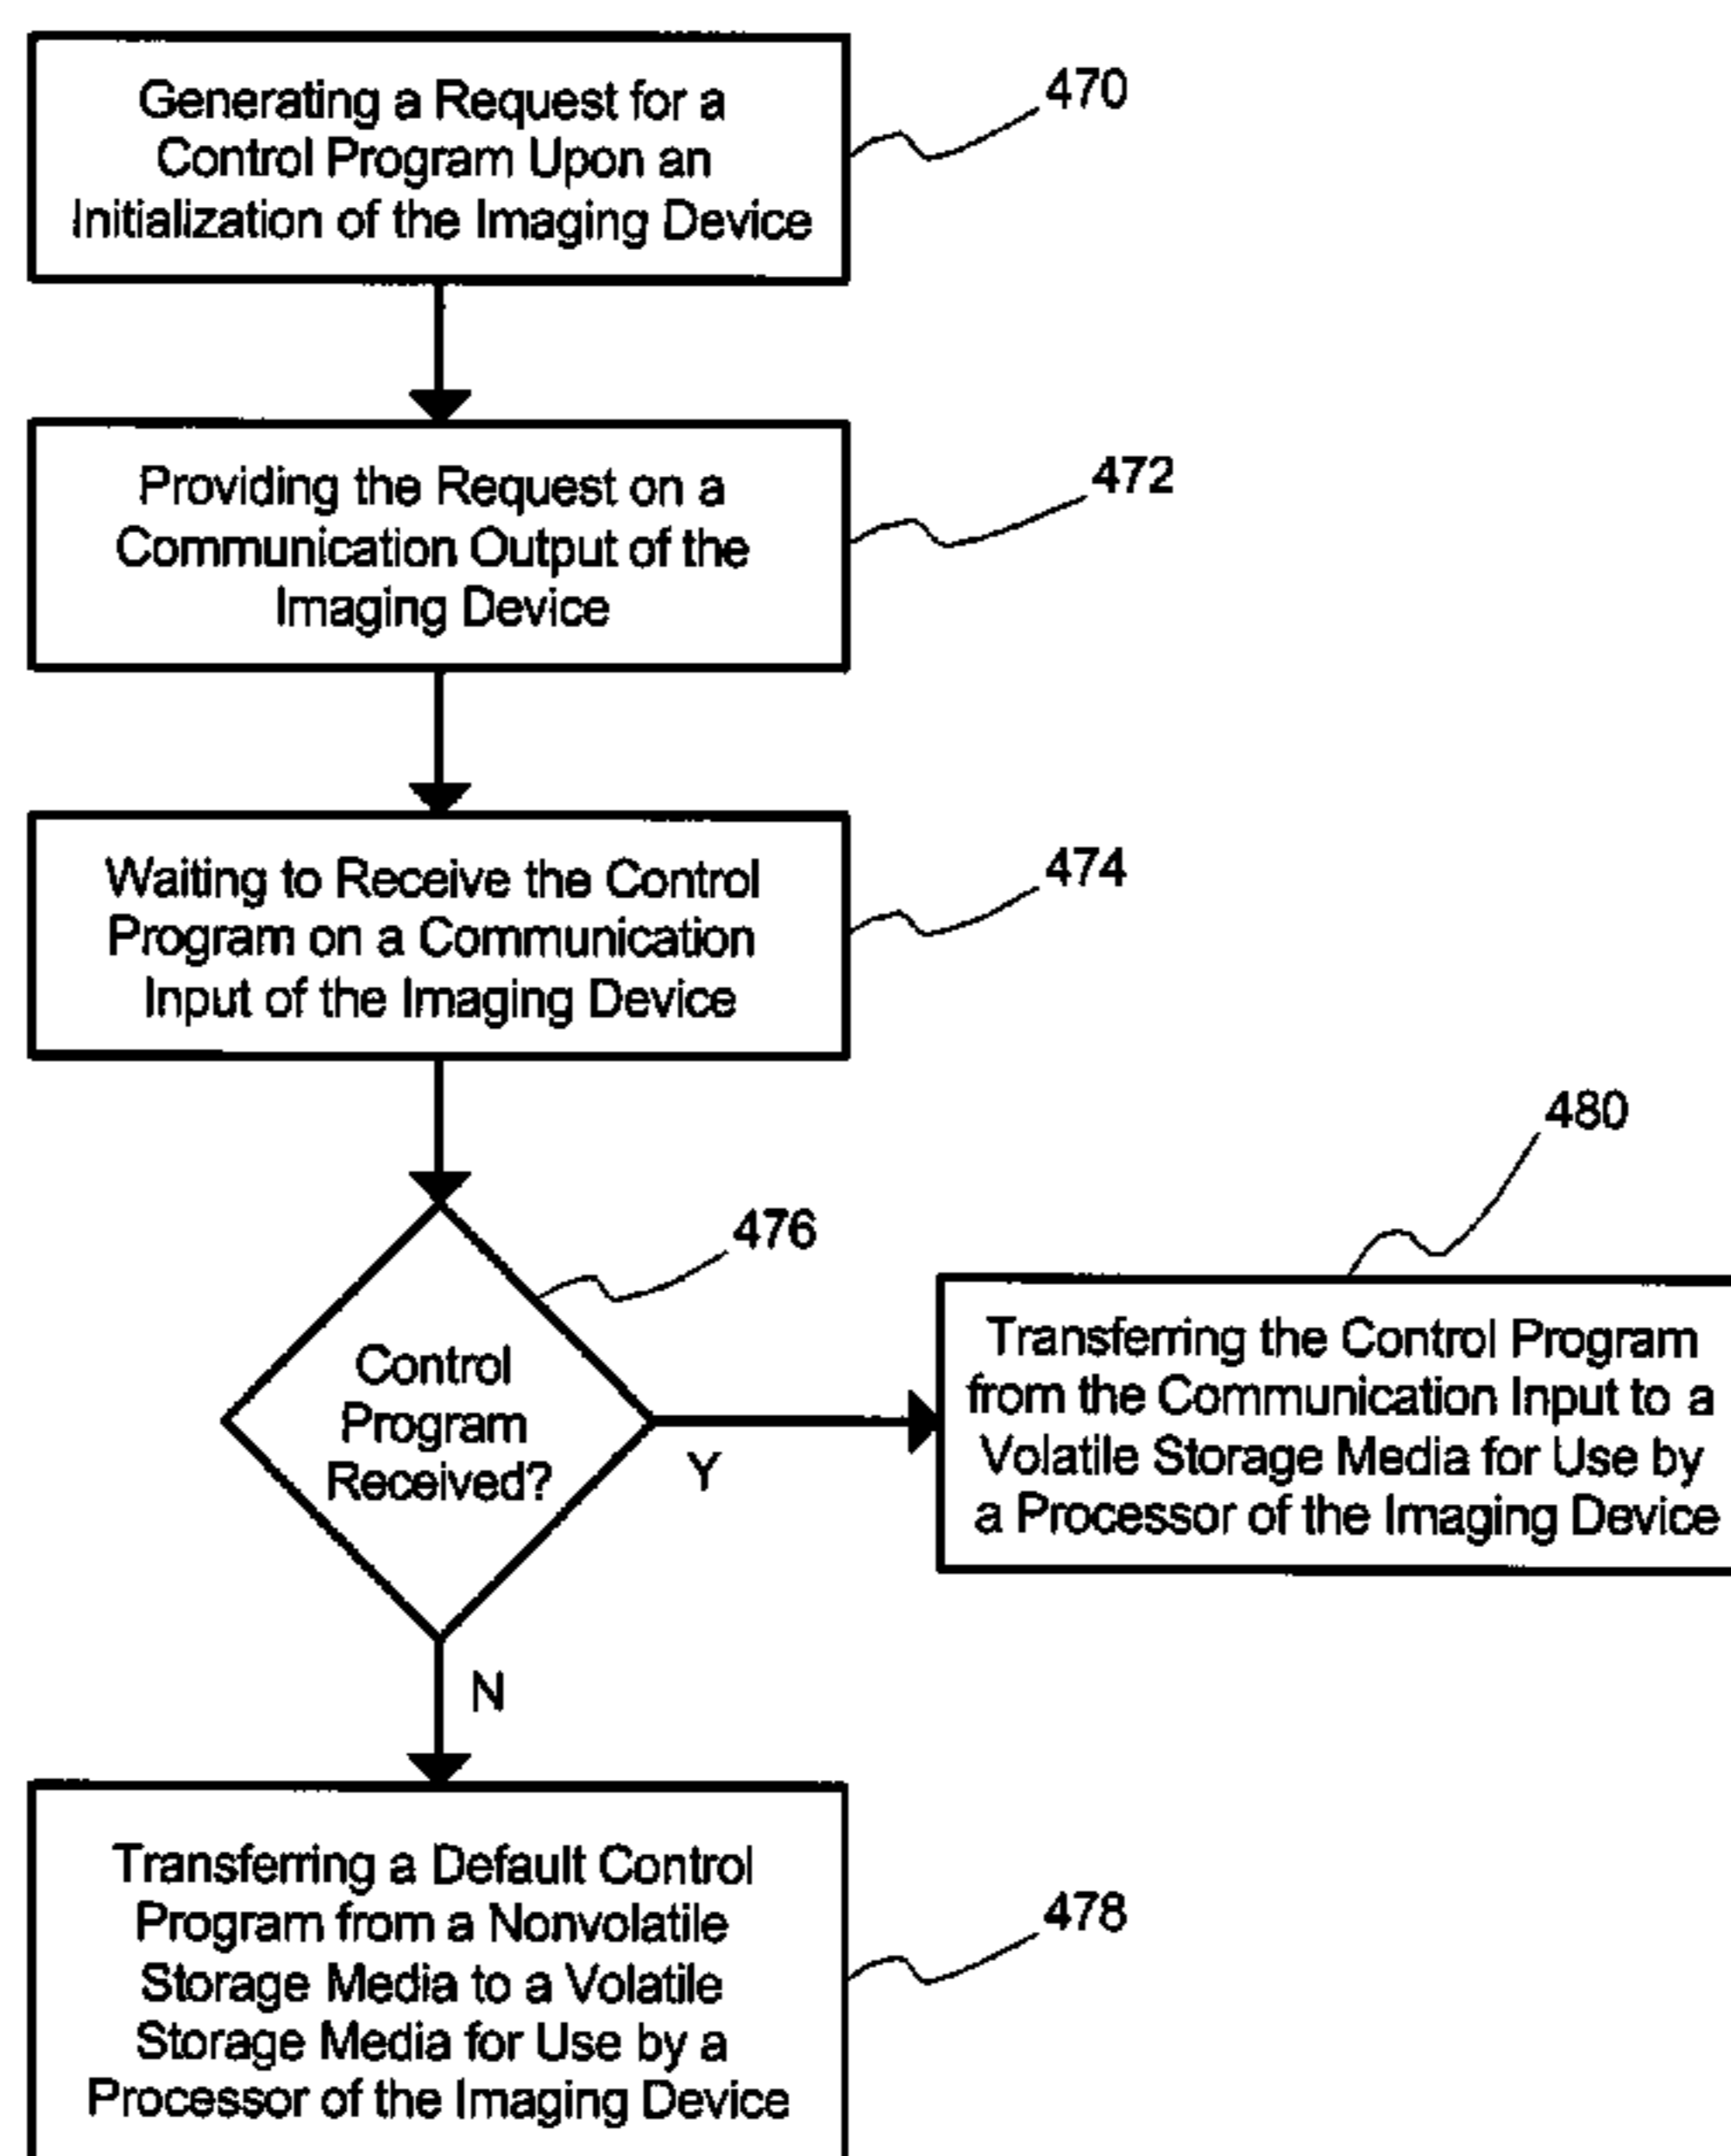 Generating a Request for a
Control Program Upon an
Initialization of the Imaging Device
470
Providing the Request on a
Communication Output of the
Imaging Device
472
Waiting to Receive the Control
Program on a Communication
Input of the Imaging Device
474
Control
Program
Received?
476
Y
480
Transferring the Control Program
from the Communication Input to a
Volatile Storage Media for Use by
a Processor of the Imaging Device
N
Transferring a Default Control
Program from a Nonvolatile
Storage Media to a Volatile
Storage Media for Use by a
Processor of the Imaging Device
478